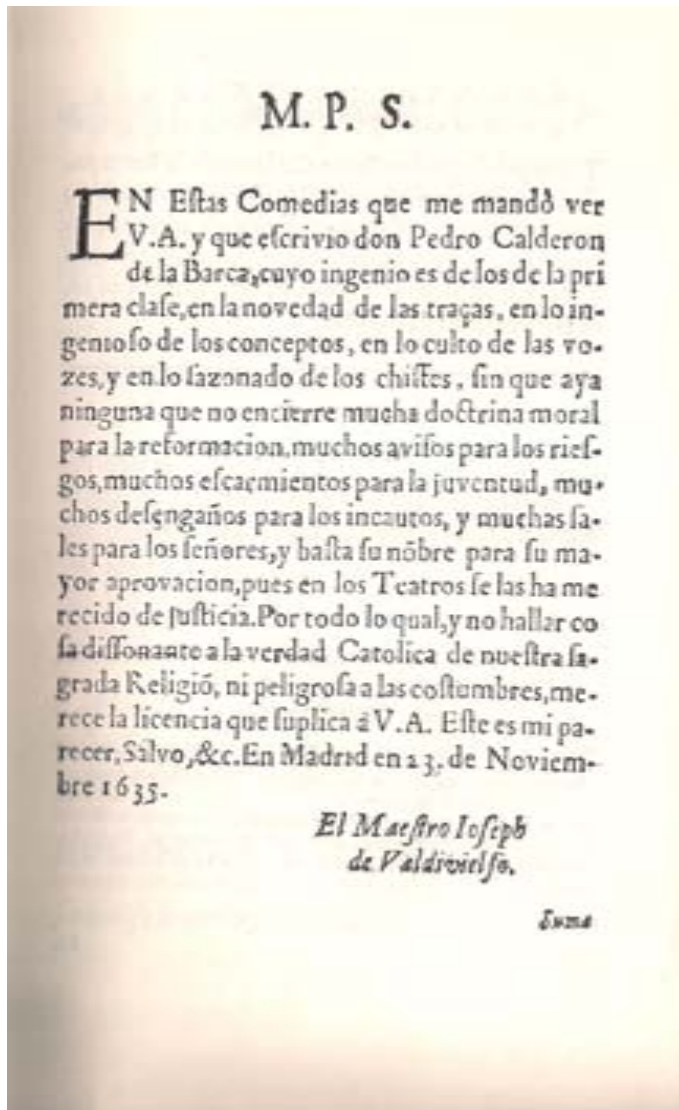 M. P. S.
EN Eſtas Comedias que me mandò ver
V.A. y que eſcrivio don Pedro Calderon
de la Barca, cuyo ingenio es de los de la pri
mera claſe, en la novedad de las traças, en lo in-
genioſo de los conceptos, en lo culto de las vo-
zes, y en lo ſazonado de los chiſtes, ſin que aya
ninguna que no encierre mucha doctrina moral
para la reformacion, muchos aviſos para los rieſ-
gos, muchos eſcarmientos para la juventud, mu-
chos deſengaños para los incautos, y muchas ſa-
les para los ſeñores, y baſta ſu nõbre para ſu ma-
yor aprovacion, pues en los Teatros ſe las ha me
recido de juſticia. Por todo lo qual, y no hallar co
ſa diſſonante a la verdad Catolica de nueſtra ſa-
grada Religiõ, ni peligroſa a las coſtumbres, me-
rece la licencia que ſuplica à V.A. Eſte es mi pa-
recer, Salvo, &c. En Madrid en 23. de Noviem-
bre 1635.
El Maeſtro Ioſeph
de Valdivielſo.
Suma